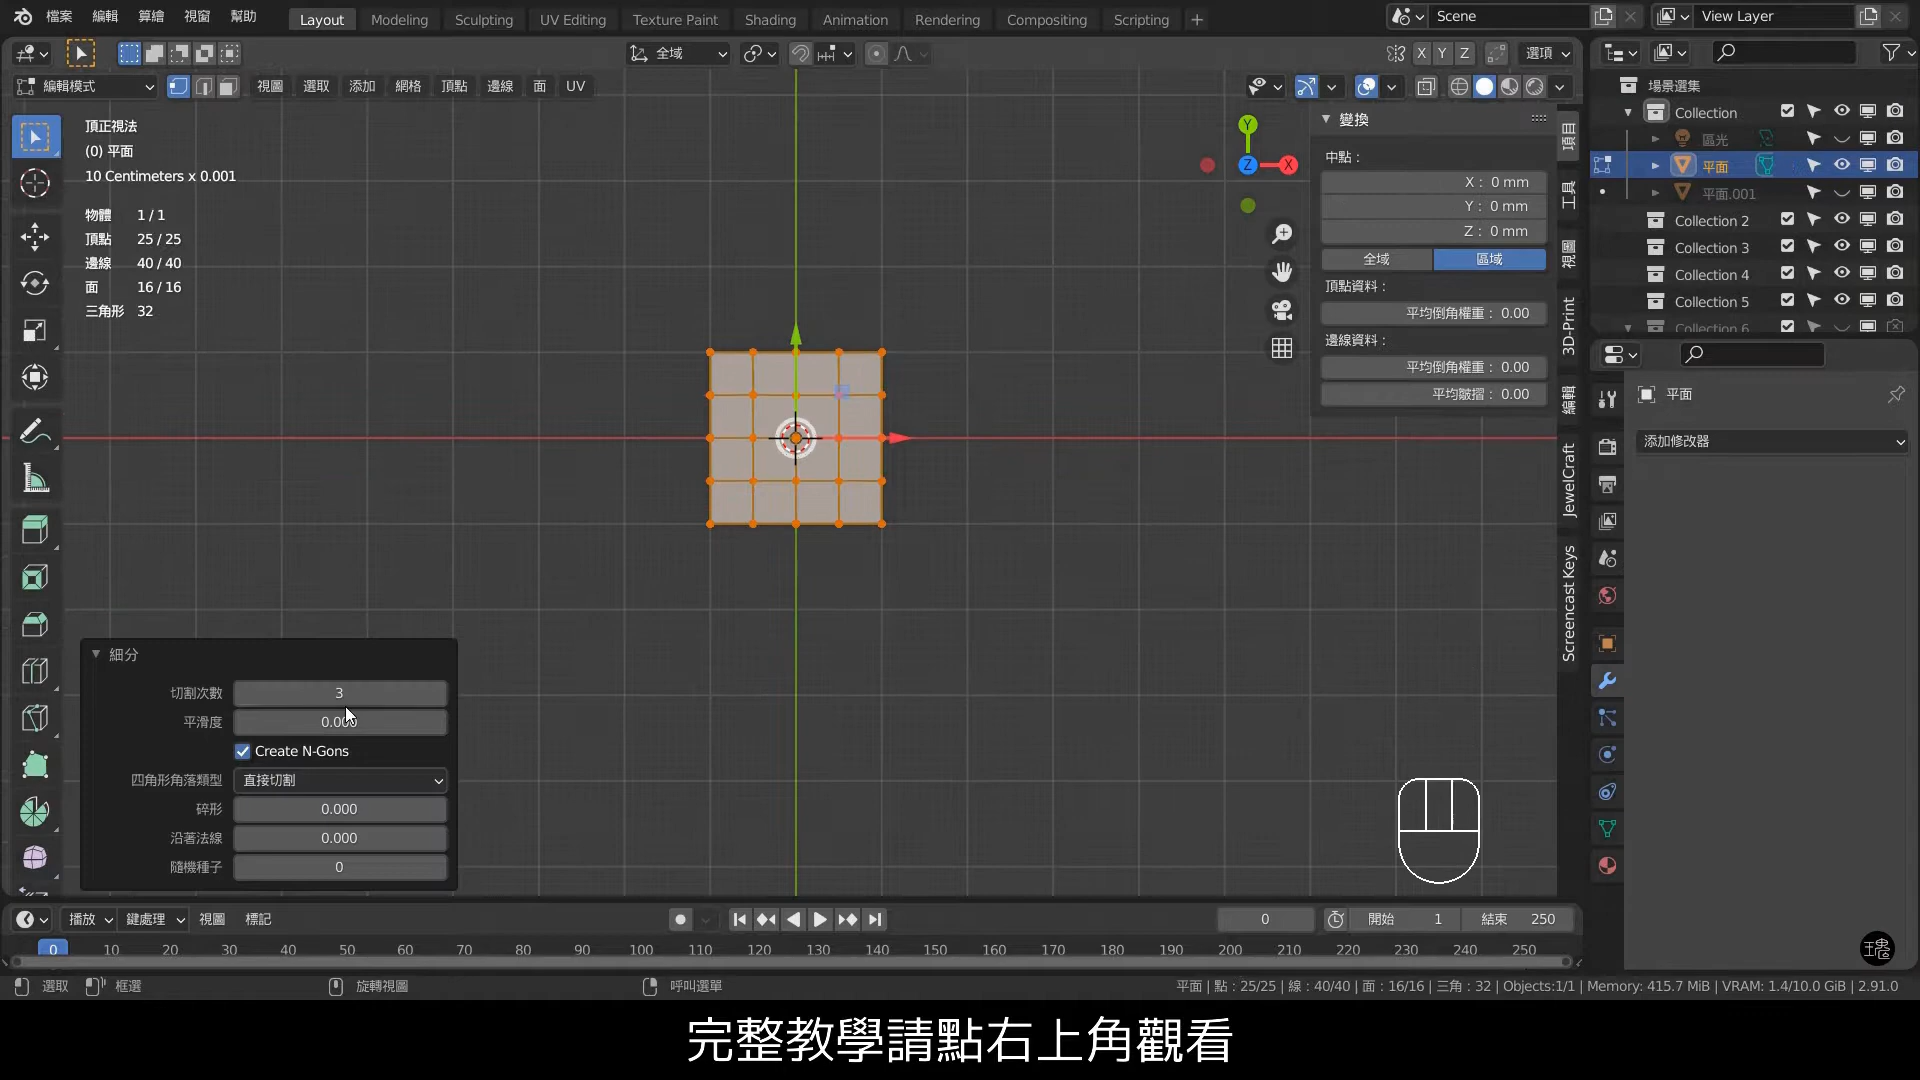 檔案 編輯 算繪 視窗 幫助 Layout Modeling Sculpting UV Editing Texture Paint Shading Animation Rendering Compositing Scripting + Scene View Layer
全域 X Y Z 選項
編輯模式 視圖 選取 添加 網格 頂點 邊線 面 UV
頂正視法
(0) 平面
10 Centimeters x 0.001
物體 1 / 1
頂點 25 / 25
邊線 40 / 40
面 16 / 16
三角形 32
Y
Z
X
變換
中點：
X： 0 mm
Y： 0 mm
Z： 0 mm
全域 區域
頂點資料：
平均倒角權重： 0.00
邊線資料：
平均倒角權重： 0.00
平均皺摺： 0.00
項目
工具
視圖
3D-Print
編輯
JewelCraft
Screencast Keys
場景選集
Collection
區光
平面
平面.001
Collection 2
Collection 3
Collection 4
Collection 5
Collection 6
平面
添加修改器
細分
切割次數 3
平滑度 0.000
Create N-Gons
四角形角落類型 直接切割
碎形 0.000
沿著法線 0.000
隨機種子 0
播放 鍵處理 視圖 標記 0 開始 1 結束 250
0 10 20 30 40 50 60 70 80 90 100 110 120 130 140 150 160 170 180 190 200 210 220 230 240 250
選取 框選 旋轉視圖 呼叫選單 平面 | 點：25/25 | 線：40/40 | 面：16/16 | 三角：32 | Objects:1/1 | Memory: 415.7 MiB | VRAM: 1.4/10.0 GiB | 2.91.0
完整教學請點右上角觀看